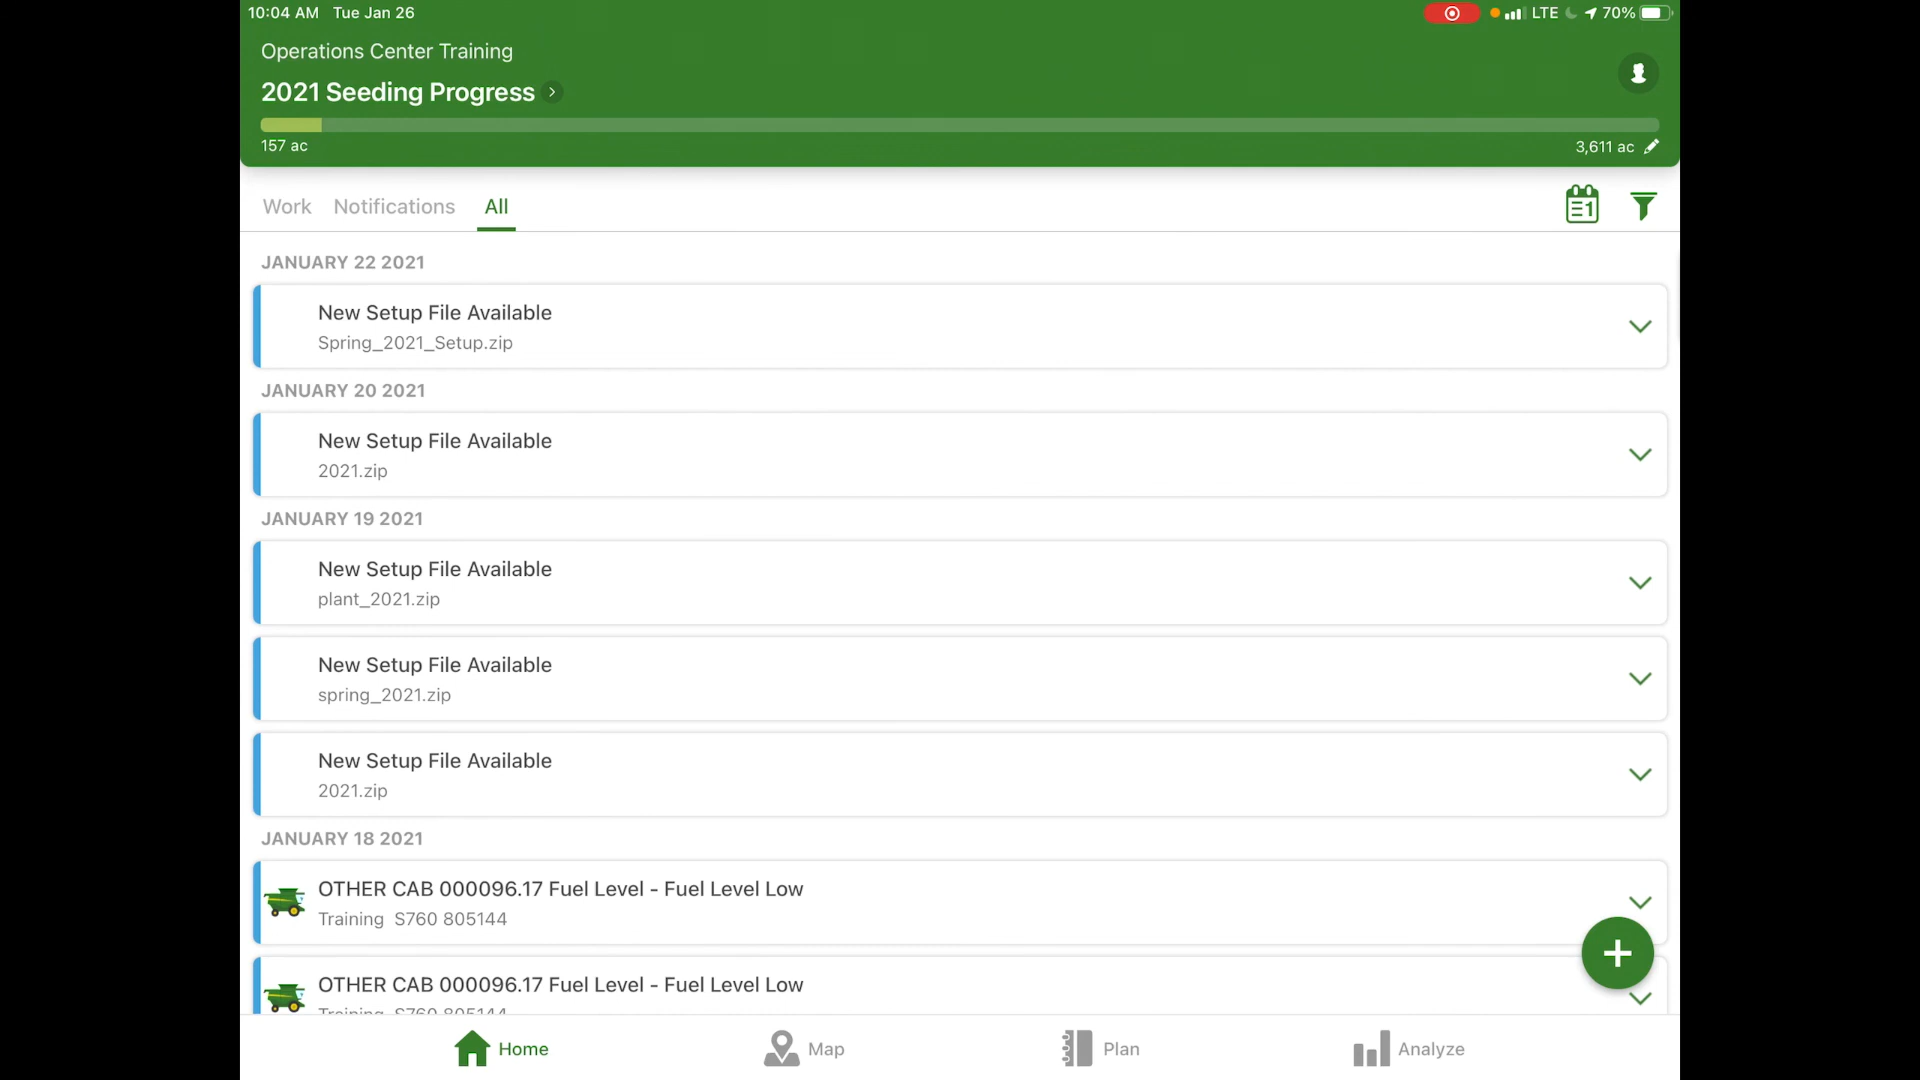 10:04 AM Tue Jan 26
LTE 70%
Operations Center Training
2021 Seeding Progress
157 ac
3,611 ac
Work Notifications All
1
JANUARY 22 2021
New Setup File Available
Spring_2021_Setup.zip
JANUARY 20 2021
New Setup File Available
2021.zip
JANUARY 19 2021
New Setup File Available
plant_2021.zip
New Setup File Available
spring_2021.zip
New Setup File Available
2021.zip
JANUARY 18 2021
OTHER CAB 000096.17 Fuel Level - Fuel Level Low
Training S760 805144
OTHER CAB 000096.17 Fuel Level - Fuel Level Low
Training S760 805144
Home Map Plan Analyze